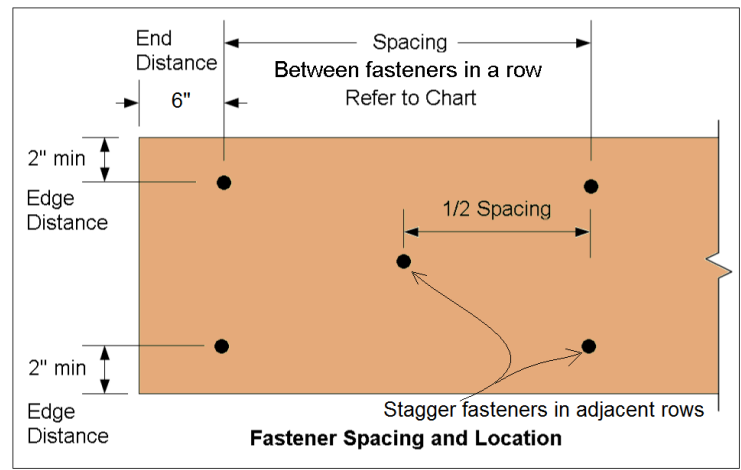 End
Distance
6"
Spacing
Between fasteners in a row
Refer to Chart
2" min
Edge
Distance
1/2 Spacing
2" min
Edge
Distance
Stagger fasteners in adjacent rows
Fastener Spacing and Location